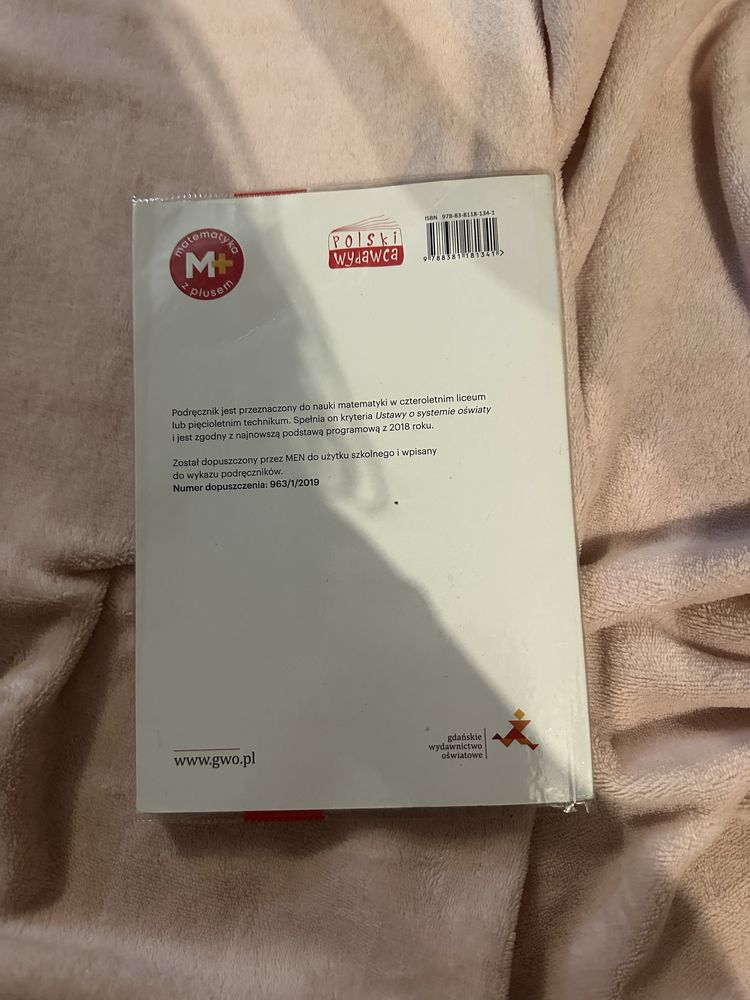 matematyka
M+
z plusem
POLSKI
wydawca
ISBN 978-83-8118-134-1
9 788381 181341 >
Podręcznik jest przeznaczony do nauki matematyki w czteroletnim liceum
lub pięcioletnim technikum. Spełnia on kryteria Ustawy o systemie oświaty
i jest zgodny z najnowszą podstawą programową z 2018 roku.
Został dopuszczony przez MEN do użytku szkolnego i wpisany
do wykazu podręczników.
Numer dopuszczenia: 963/1/2019
www.gwo.pl
gdańskie
wydawnictwo
oświatowe